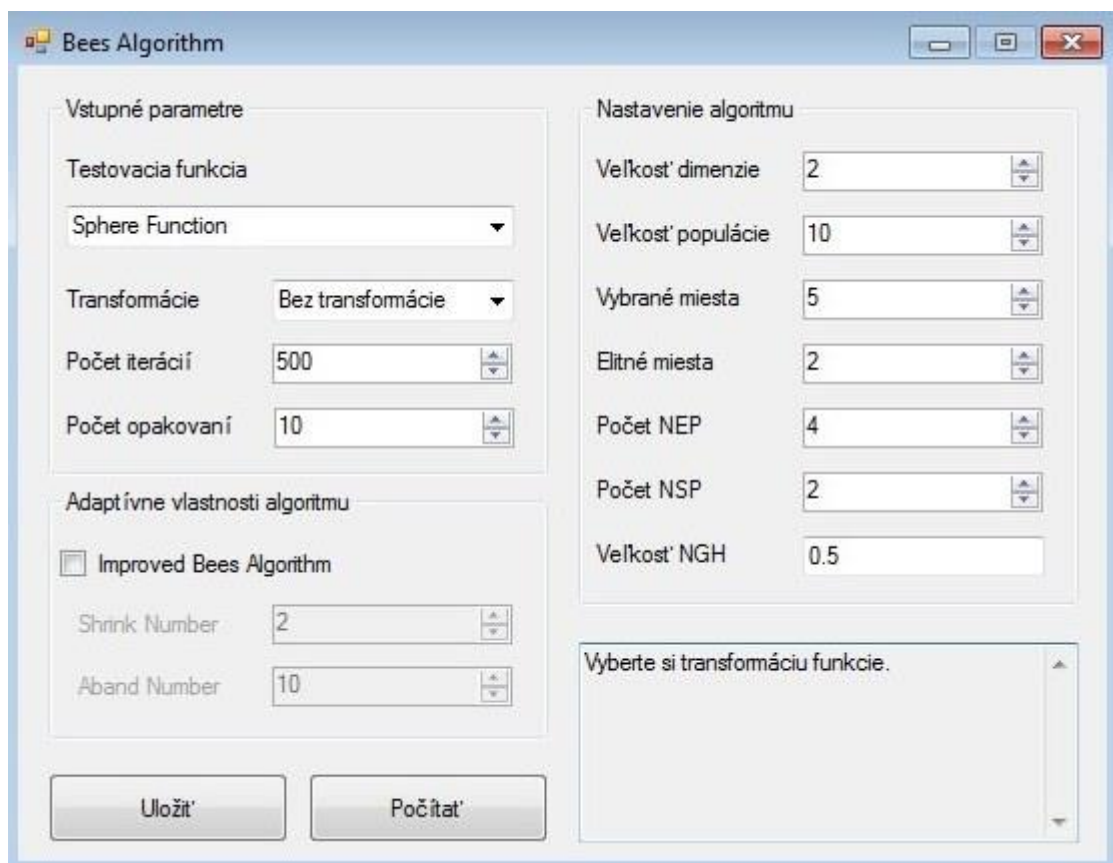 Bees Algorithm
Vstupné parametre
Testovacia funkcia
Sphere Function
Transformácie
Bez transformácie
Počet iterácií
500
Počet opakovaní
10
Adaptívne vlastnosti algoritmu
Improved Bees Algorithm
Shrink Number
2
Aband Number
10
Uložiť
Počítať
Nastavenie algoritmu
Veľkosť dimenzie
2
Veľkosť populácie
10
Vybrané miesta
5
Elitné miesta
2
Počet NEP
4
Počet NSP
2
Veľkosť NGH
0.5
Vyberte si transformáciu funkcie.